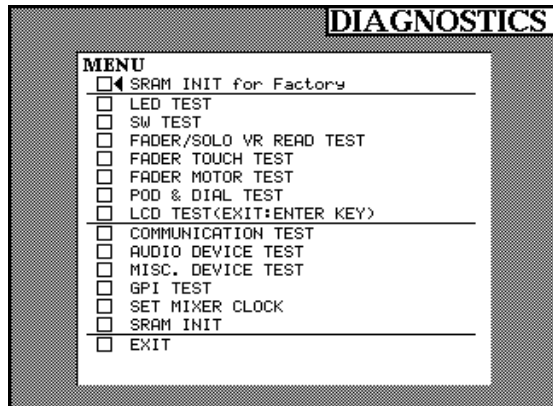 DIAGNOSTICS
MENU
SRAM INIT for Factory
LED TEST
SW TEST
FADER/SOLO VR READ TEST
FADER TOUCH TEST
FADER MOTOR TEST
POD & DIAL TEST
LCD TEST(EXIT:ENTER KEY)
COMMUNICATION TEST
AUDIO DEVICE TEST
MISC. DEVICE TEST
GPI TEST
SET MIXER CLOCK
SRAM INIT
EXIT